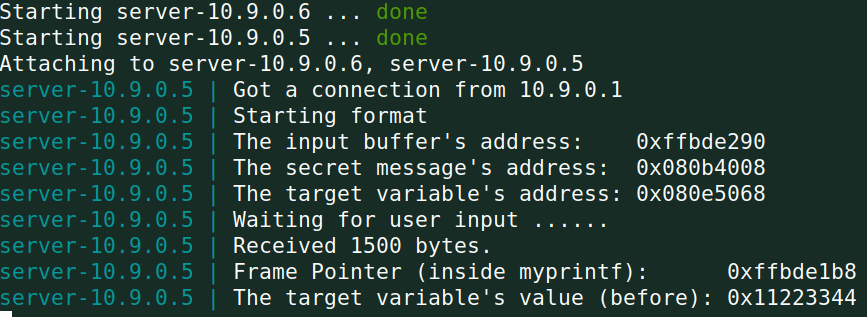 Starting server-10.9.0.6 ... done
Starting server-10.9.0.5 ... done
Attaching to server-10.9.0.6, server-10.9.0.5
server-10.9.0.5 | Got a connection from 10.9.0.1
server-10.9.0.5 | Starting format
server-10.9.0.5 | The input buffer's address:    0xffbde290
server-10.9.0.5 | The secret message's address:  0x080b4008
server-10.9.0.5 | The target variable's address: 0x080e5068
server-10.9.0.5 | Waiting for user input ......
server-10.9.0.5 | Received 1500 bytes.
server-10.9.0.5 | Frame Pointer (inside myprintf):      0xffbde1b8
server-10.9.0.5 | The target variable's value (before): 0x11223344